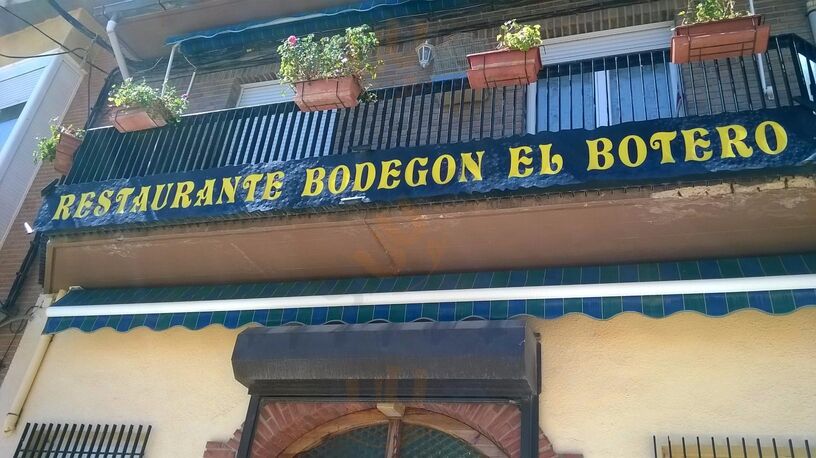 RESTAURANTE BODEGON EL BOTERO